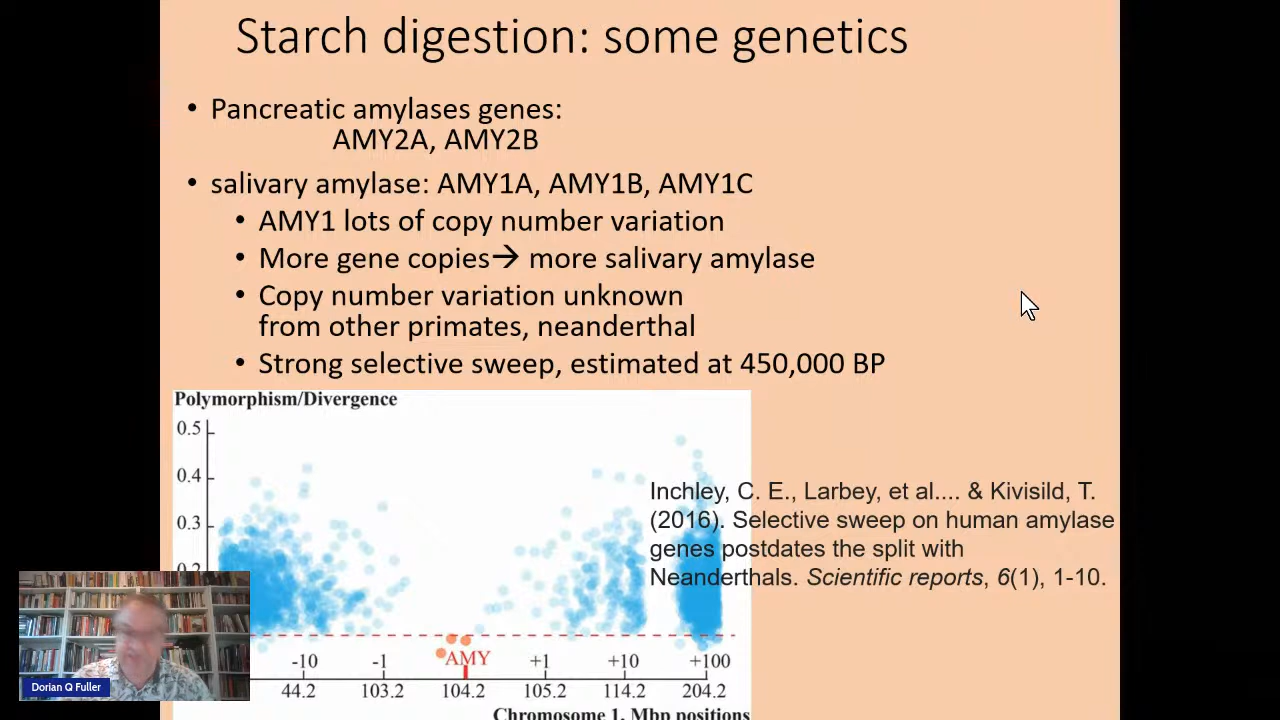 Starch digestion: some genetics
• Pancreatic amylases genes:
AMY2A, AMY2B
• salivary amylase: AMY1A, AMY1B, AMY1C
• AMY1 lots of copy number variation
• More gene copies→ more salivary amylase
• Copy number variation unknown
from other primates, neanderthal
• Strong selective sweep, estimated at 450,000 BP
Polymorphism/Divergence
0.5
0.4
0.3
0.2
Inchley, C. E., Larbey, et al.... & Kivisild, T.
(2016). Selective sweep on human amylase
genes postdates the split with
Neanderthals. Scientific reports, 6(1), 1-10.
-10 -1 AMY +1 +10 +100
44.2 103.2 104.2 105.2 114.2 204.2
Chromosome 1, Mbp positions
Dorian Q Fuller